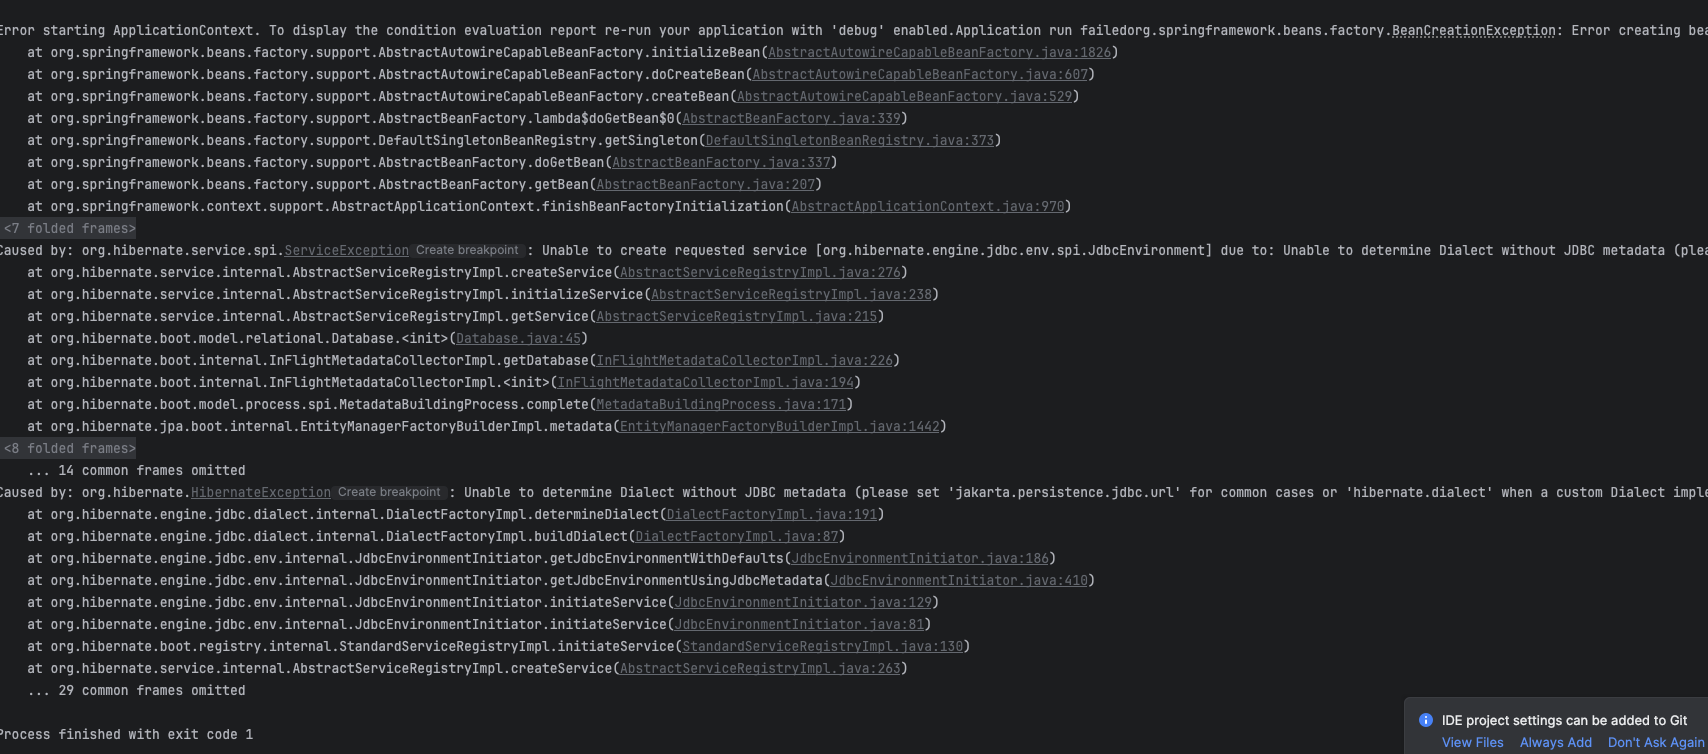 Error starting ApplicationContext. To display the condition evaluation report re-run your application with 'debug' enabled.Application run failedorg.springframework.beans.factory.BeanCreationException: Error creating bea
at org.springframework.beans.factory.support.AbstractAutowireCapableBeanFactory.initializeBean(AbstractAutowireCapableBeanFactory.java:1826)
at org.springframework.beans.factory.support.AbstractAutowireCapableBeanFactory.doCreateBean(AbstractAutowireCapableBeanFactory.java:607)
at org.springframework.beans.factory.support.AbstractAutowireCapableBeanFactory.createBean(AbstractAutowireCapableBeanFactory.java:529)
at org.springframework.beans.factory.support.AbstractBeanFactory.lambda$doGetBean$0(AbstractBeanFactory.java:339)
at org.springframework.beans.factory.support.DefaultSingletonBeanRegistry.getSingleton(DefaultSingletonBeanRegistry.java:373)
at org.springframework.beans.factory.support.AbstractBeanFactory.doGetBean(AbstractBeanFactory.java:337)
at org.springframework.beans.factory.support.AbstractBeanFactory.getBean(AbstractBeanFactory.java:207)
at org.springframework.context.support.AbstractApplicationContext.finishBeanFactoryInitialization(AbstractApplicationContext.java:970)
<7 folded frames>
Caused by: org.hibernate.service.spi.ServiceException Create breakpoint : Unable to create requested service [org.hibernate.engine.jdbc.env.spi.JdbcEnvironment] due to: Unable to determine Dialect without JDBC metadata (plea
at org.hibernate.service.internal.AbstractServiceRegistryImpl.createService(AbstractServiceRegistryImpl.java:276)
at org.hibernate.service.internal.AbstractServiceRegistryImpl.initializeService(AbstractServiceRegistryImpl.java:238)
at org.hibernate.service.internal.AbstractServiceRegistryImpl.getService(AbstractServiceRegistryImpl.java:215)
at org.hibernate.boot.model.relational.Database.<init>(Database.java:45)
at org.hibernate.boot.internal.InFlightMetadataCollectorImpl.getDatabase(InFlightMetadataCollectorImpl.java:226)
at org.hibernate.boot.internal.InFlightMetadataCollectorImpl.<init>(InFlightMetadataCollectorImpl.java:194)
at org.hibernate.boot.model.process.spi.MetadataBuildingProcess.complete(MetadataBuildingProcess.java:171)
at org.hibernate.jpa.boot.internal.EntityManagerFactoryBuilderImpl.metadata(EntityManagerFactoryBuilderImpl.java:1442)
<8 folded frames>
... 14 common frames omitted
Caused by: org.hibernate.HibernateException Create breakpoint : Unable to determine Dialect without JDBC metadata (please set 'jakarta.persistence.jdbc.url' for common cases or 'hibernate.dialect' when a custom Dialect imple
at org.hibernate.engine.jdbc.dialect.internal.DialectFactoryImpl.determineDialect(DialectFactoryImpl.java:191)
at org.hibernate.engine.jdbc.dialect.internal.DialectFactoryImpl.buildDialect(DialectFactoryImpl.java:87)
at org.hibernate.engine.jdbc.env.internal.JdbcEnvironmentInitiator.getJdbcEnvironmentWithDefaults(JdbcEnvironmentInitiator.java:186)
at org.hibernate.engine.jdbc.env.internal.JdbcEnvironmentInitiator.getJdbcEnvironmentUsingJdbcMetadata(JdbcEnvironmentInitiator.java:410)
at org.hibernate.engine.jdbc.env.internal.JdbcEnvironmentInitiator.initiateService(JdbcEnvironmentInitiator.java:129)
at org.hibernate.engine.jdbc.env.internal.JdbcEnvironmentInitiator.initiateService(JdbcEnvironmentInitiator.java:81)
at org.hibernate.boot.registry.internal.StandardServiceRegistryImpl.initiateService(StandardServiceRegistryImpl.java:130)
at org.hibernate.service.internal.AbstractServiceRegistryImpl.createService(AbstractServiceRegistryImpl.java:263)
... 29 common frames omitted
Process finished with exit code 1
IDE project settings can be added to Git
View Files Always Add Don't Ask Again